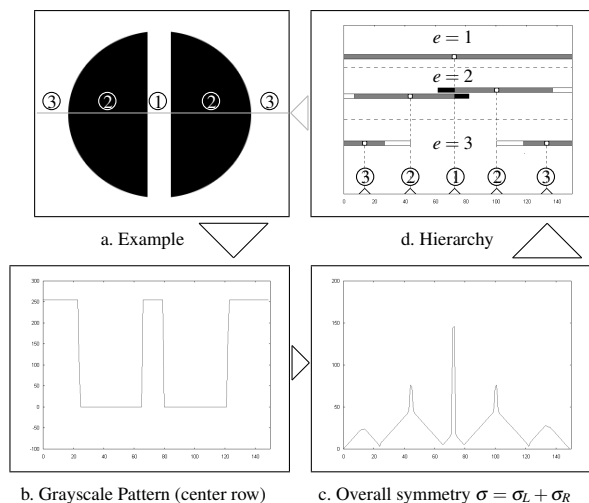 ③ ② ① ② ③
a. Example
e = 1
e = 2
e = 3
③ ② ① ② ③
0 20 40 60 80 100 120 140
d. Hierarchy
300
250
200
150
100
50
0
-50
-100
0 20 40 60 80 100 120 140
b. Grayscale Pattern (center row)
200
150
100
50
0
0 20 40 60 80 100 120 140
c. Overall symmetry σ = σL + σR